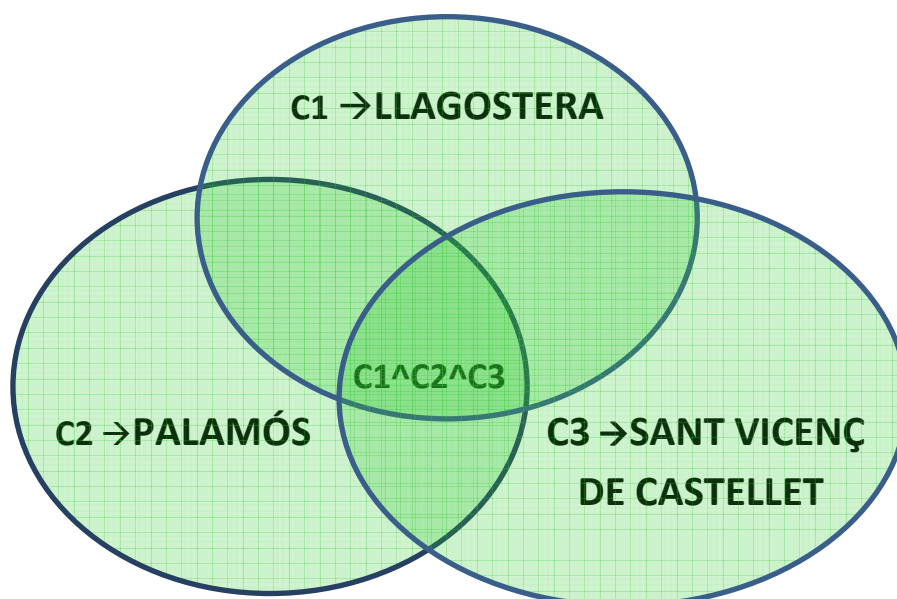 C1 →LLAGOSTERA
C1^C2^C3
C2 →PALAMÓS
C3 →SANT VICENÇ
DE CASTELLET